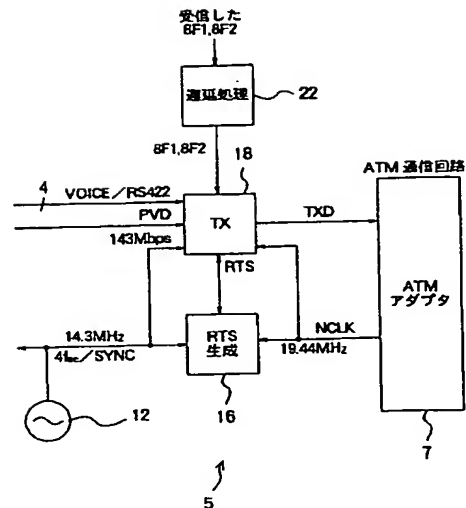 受信した
8F1,8F2
遅延処理
22
8F1,8F2
18
ATM 通信回路
4
VOICE/RS422
PVD
143Mbps
TX
TXD
RTS
ATM
アダプタ
14.3MHz
4fsc/SYNC
RTS
生成
NCLK
19.44MHz
12
16
7
5